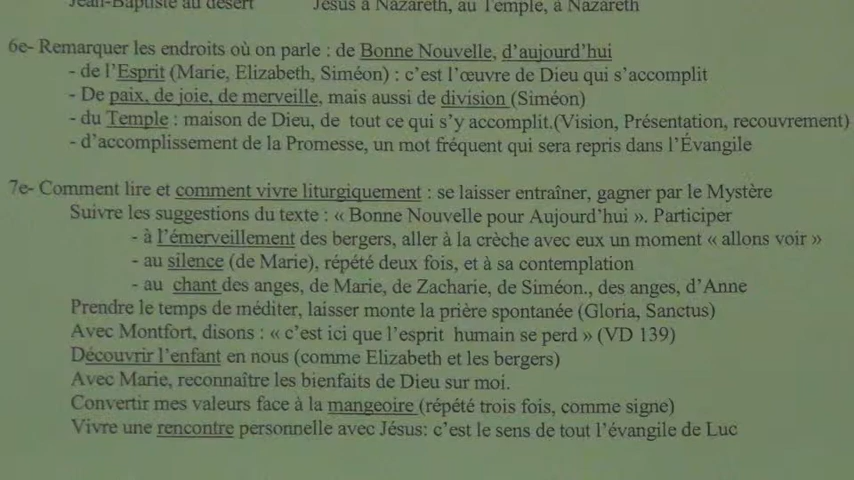 Jean-Baptiste au désert Jésus à Nazareth, au Temple, à Nazareth
6e- Remarquer les endroits où on parle : de Bonne Nouvelle, d'aujourd'hui
- de l'Esprit (Marie, Elizabeth, Siméon) : c'est l'œuvre de Dieu qui s'accomplit
- De paix, de joie, de merveille, mais aussi de division (Siméon)
- du Temple : maison de Dieu, de tout ce qui s'y accomplit.(Vision, Présentation, recouvrement)
- d'accomplissement de la Promesse, un mot fréquent qui sera repris dans l'Évangile
7e- Comment lire et comment vivre liturgiquement : se laisser entraîner, gagner par le Mystère
Suivre les suggestions du texte : « Bonne Nouvelle pour Aujourd'hui ». Participer
- à l'émerveillement des bergers, aller à la crèche avec eux un moment « allons voir »
- au silence (de Marie), répété deux fois, et à sa contemplation
- au chant des anges, de Marie, de Zacharie, de Siméon., des anges, d'Anne
Prendre le temps de méditer, laisser monte la prière spontanée (Gloria, Sanctus)
Avec Montfort, disons : « c'est ici que l'esprit humain se perd » (VD 139)
Découvrir l'enfant en nous (comme Elizabeth et les bergers)
Avec Marie, reconnaître les bienfaits de Dieu sur moi.
Convertir mes valeurs face à la mangeoire (répété trois fois, comme signe)
Vivre une rencontre personnelle avec Jésus: c'est le sens de tout l'évangile de Luc